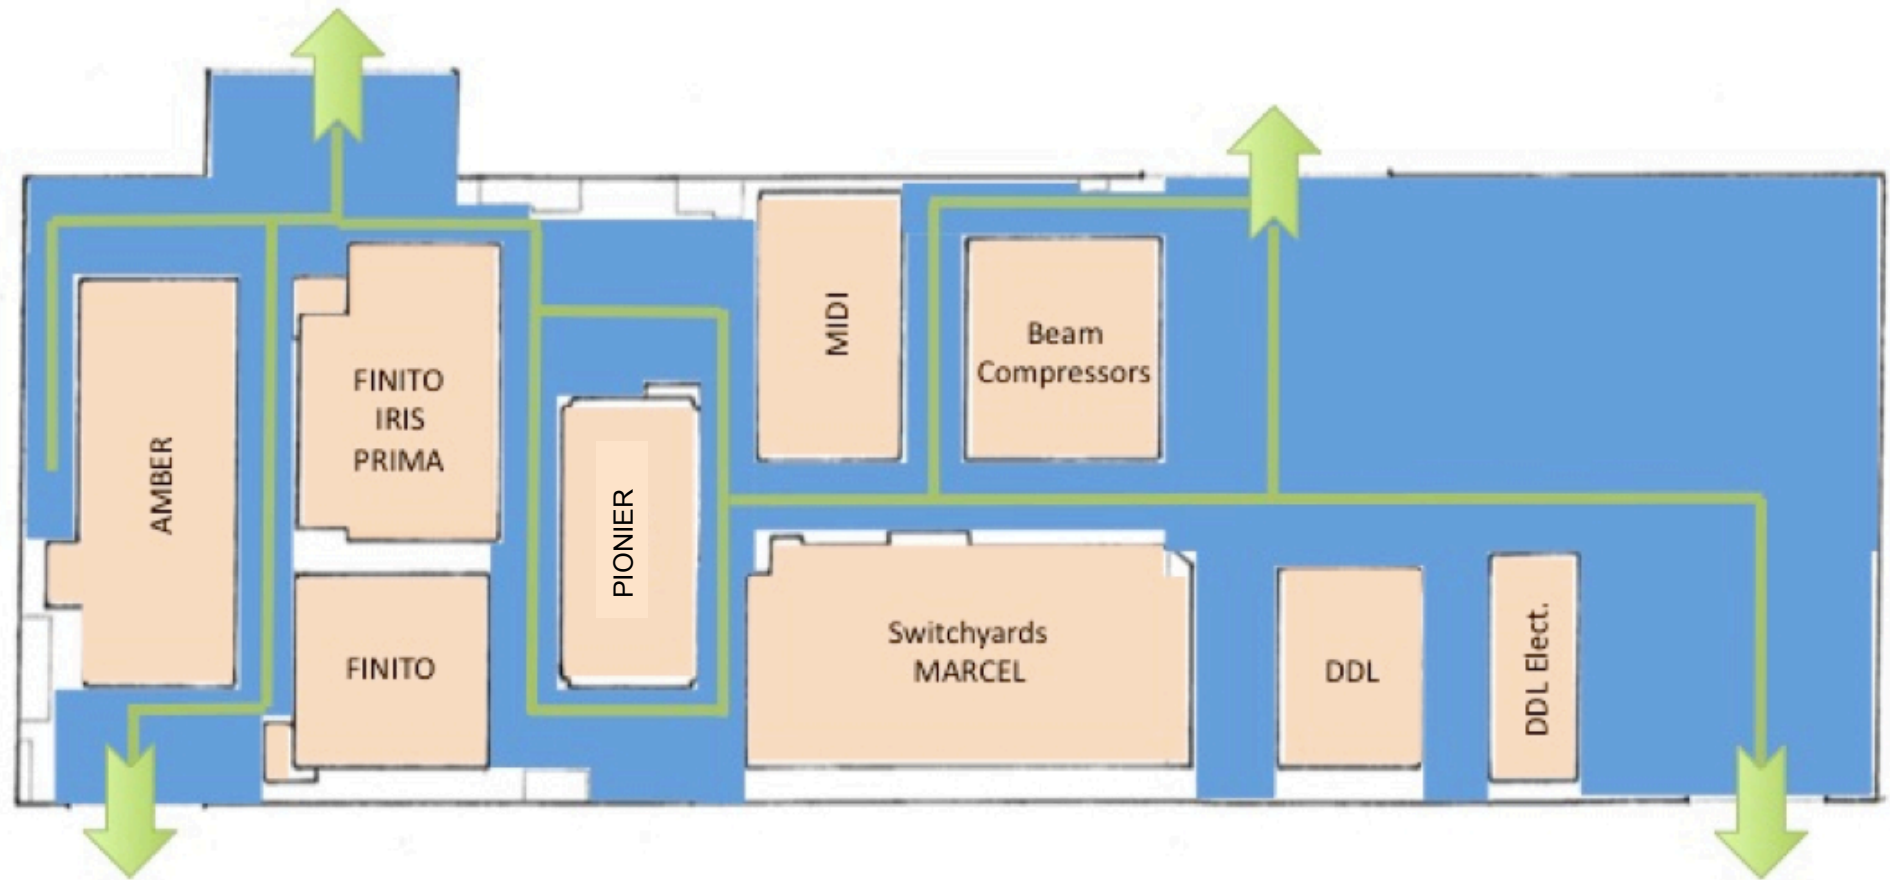 AMBER
FINITO
IRIS
PRIMA
FINITO
PIONIER
MIDI
Beam
Compressors
Switchyards
MARCEL
DDL
DDL Elect.